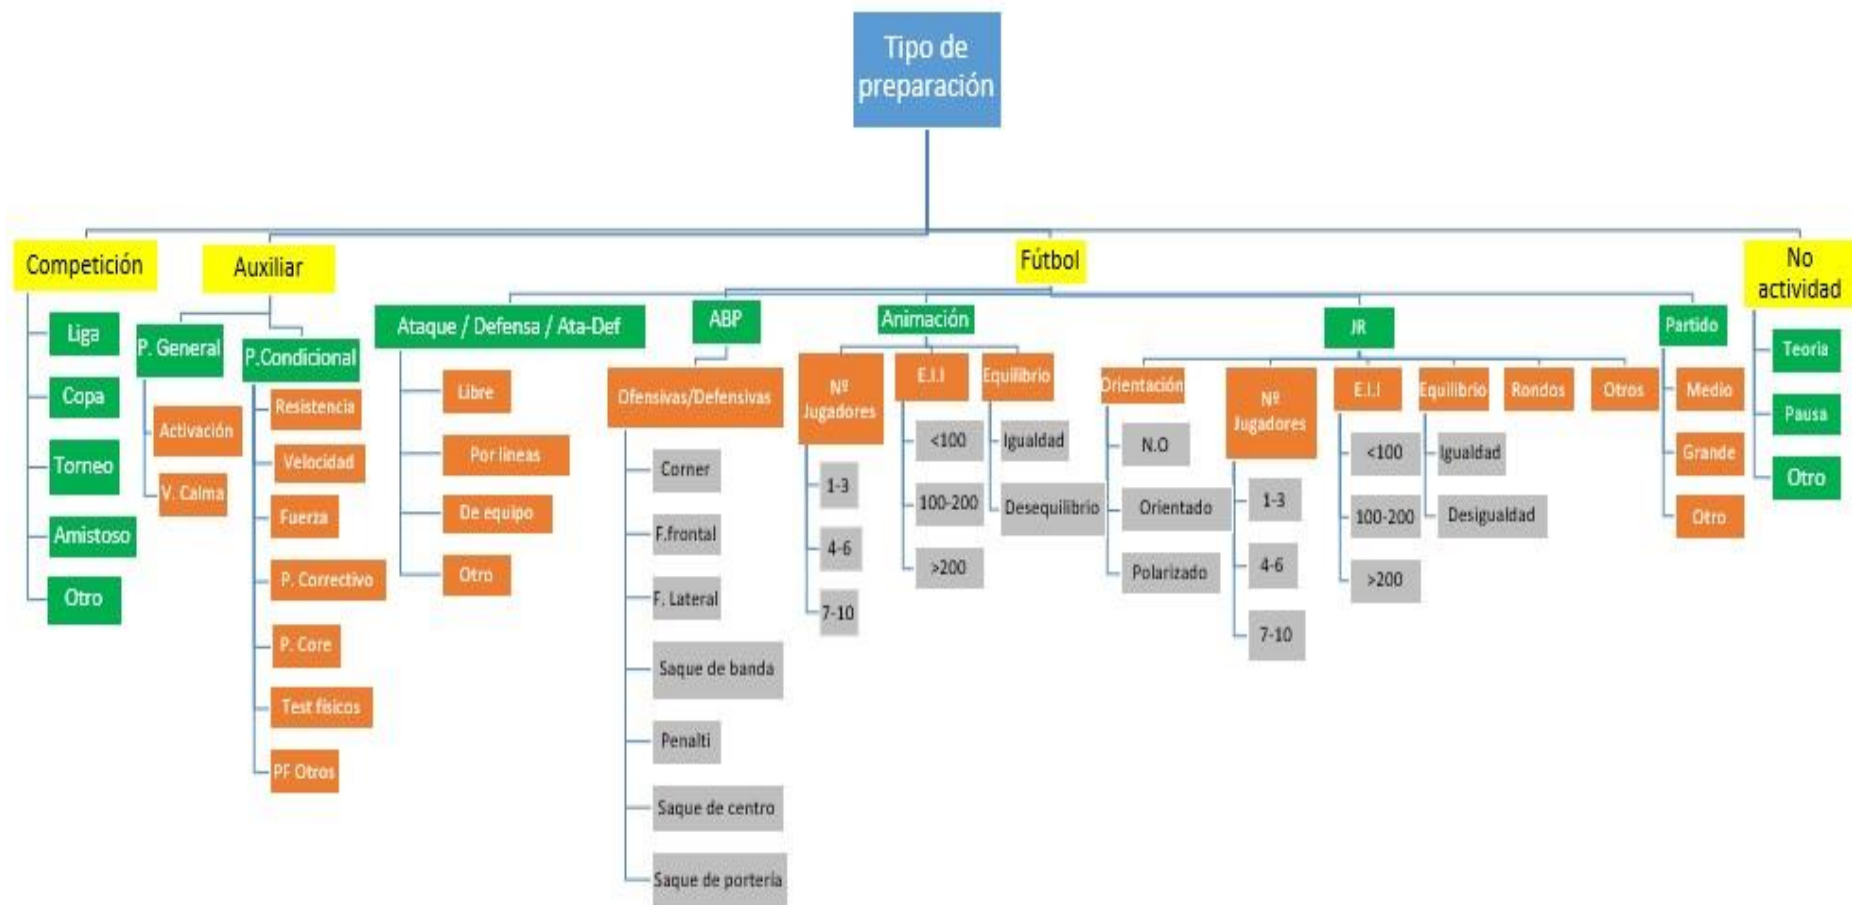 Tipo de
preparación
Competición
Liga
Copa
Torneo
Amistoso
Otro
Auxiliar
P. General
Activación
V. Calma
P.Condicional
Resistencia
Velocidad
Fuerza
P. Correctivo
P. Core
Test físicos
PF Otros
Fútbol
Ataque / Defensa / Ata-Def
Libre
Por líneas
De equipo
Otro
ABP
Ofensivas/Defensivas
Corner
F.frontal
F. Lateral
Saque de banda
Penalti
Saque de centro
Saque de portería
Animación
Nº
Jugadores
1-3
4-6
7-10
E.I.I
<100
100-200
>200
Equilibrio
Igualdad
Desequilibrio
JR
Orientación
N.O
Orientado
Polarizado
Nº
Jugadores
1-3
4-6
7-10
E.I.I
<100
100-200
>200
Equilibrio
Igualdad
Desigualdad
Rondos
Otros
Partido
Medio
Grande
Otro
No
actividad
Teoría
Pausa
Otro